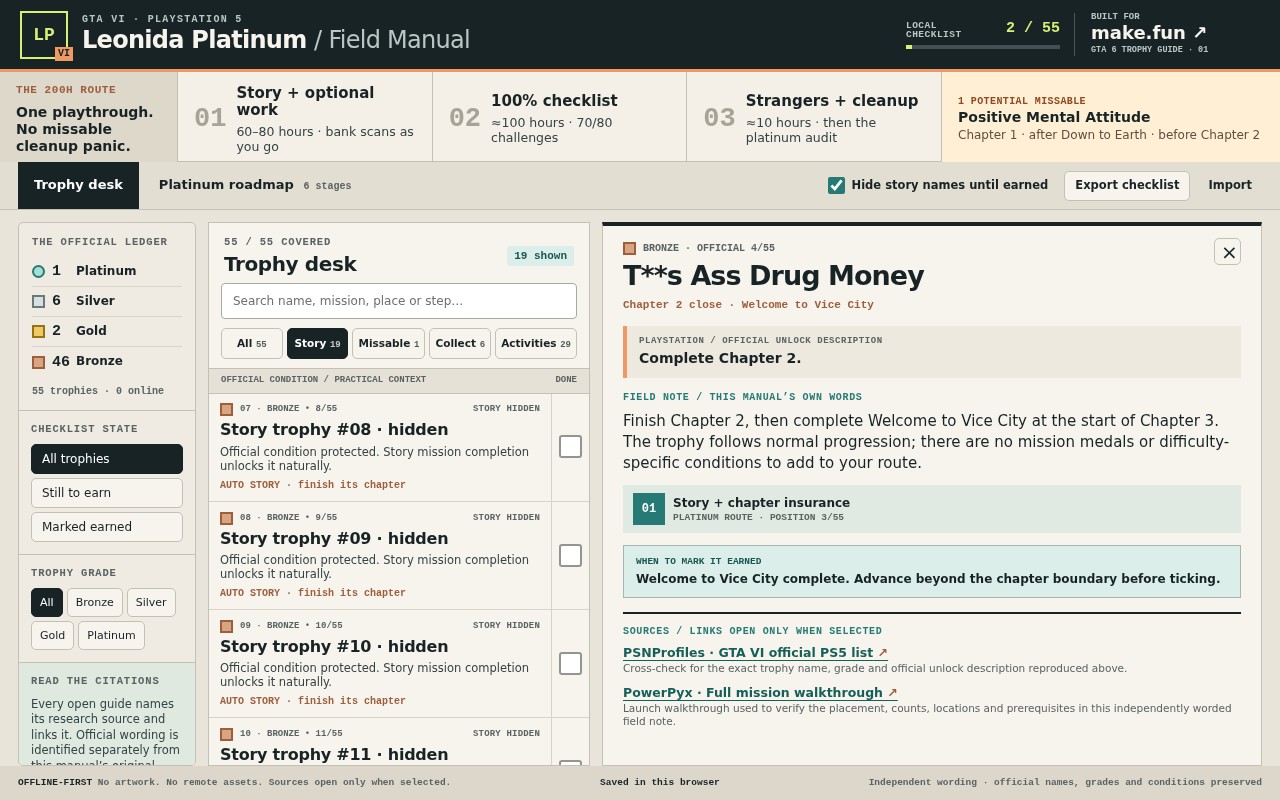 LP
VI
GTA VI · PLAYSTATION 5
Leonida Platinum / Field Manual
LOCAL
CHECKLIST
2 / 55
BUILT FOR
make.fun ↗
GTA 6 TROPHY GUIDE · 01
THE 200H ROUTE
One playthrough.
No missable
cleanup panic.
01
Story + optional
work
60–80 hours · bank scans as
you go
02
100% checklist
≈100 hours · 70/80
challenges
03
Strangers + cleanup
≈10 hours · then the
platinum audit
1 POTENTIAL MISSABLE
Positive Mental Attitude
Chapter 1 · after Down to Earth · before Chapter 2
Trophy desk
Platinum roadmap 6 stages
Hide story names until earned
Export checklist
Import
THE OFFICIAL LEDGER
1 Platinum
6 Silver
2 Gold
46 Bronze
55 trophies · 0 online
CHECKLIST STATE
All trophies
Still to earn
Marked earned
TROPHY GRADE
All
Bronze
Silver
Gold
Platinum
READ THE CITATIONS
Every open guide names
its research source and
links it. Official wording is
identified separately from
this manual's original
55 / 55 COVERED
Trophy desk
19 shown
Search name, mission, place or step…
All 55
Story 19
Missable 1
Collect 6
Activities 29
OFFICIAL CONDITION / PRACTICAL CONTEXT
DONE
07 · BRONZE • 8/55
STORY HIDDEN
Story trophy #08 · hidden
Official condition protected. Story mission completion
unlocks it naturally.
AUTO STORY · finish its chapter
08 · BRONZE • 9/55
STORY HIDDEN
Story trophy #09 · hidden
Official condition protected. Story mission completion
unlocks it naturally.
AUTO STORY · finish its chapter
09 · BRONZE • 10/55
STORY HIDDEN
Story trophy #10 · hidden
Official condition protected. Story mission completion
unlocks it naturally.
AUTO STORY · finish its chapter
10 · BRONZE • 11/55
STORY HIDDEN
Story trophy #11 · hidden
BRONZE · OFFICIAL 4/55
×
T**s Ass Drug Money
Chapter 2 close · Welcome to Vice City
PLAYSTATION / OFFICIAL UNLOCK DESCRIPTION
Complete Chapter 2.
FIELD NOTE / THIS MANUAL’S OWN WORDS
Finish Chapter 2, then complete Welcome to Vice City at the start of Chapter 3.
The trophy follows normal progression; there are no mission medals or difficulty-
specific conditions to add to your route.
01
Story + chapter insurance
PLATINUM ROUTE · POSITION 3/55
WHEN TO MARK IT EARNED
Welcome to Vice City complete. Advance beyond the chapter boundary before ticking.
SOURCES / LINKS OPEN ONLY WHEN SELECTED
PSNProfiles · GTA VI official PS5 list ↗
Cross-check for the exact trophy name, grade and official unlock description reproduced above.
PowerPyx · Full mission walkthrough ↗
Launch walkthrough used to verify the placement, counts, locations and prerequisites in this independently worded
field note.
OFFLINE-FIRST No artwork. No remote assets. Sources open only when selected.
Saved in this browser
Independent wording · official names, grades and conditions preserved